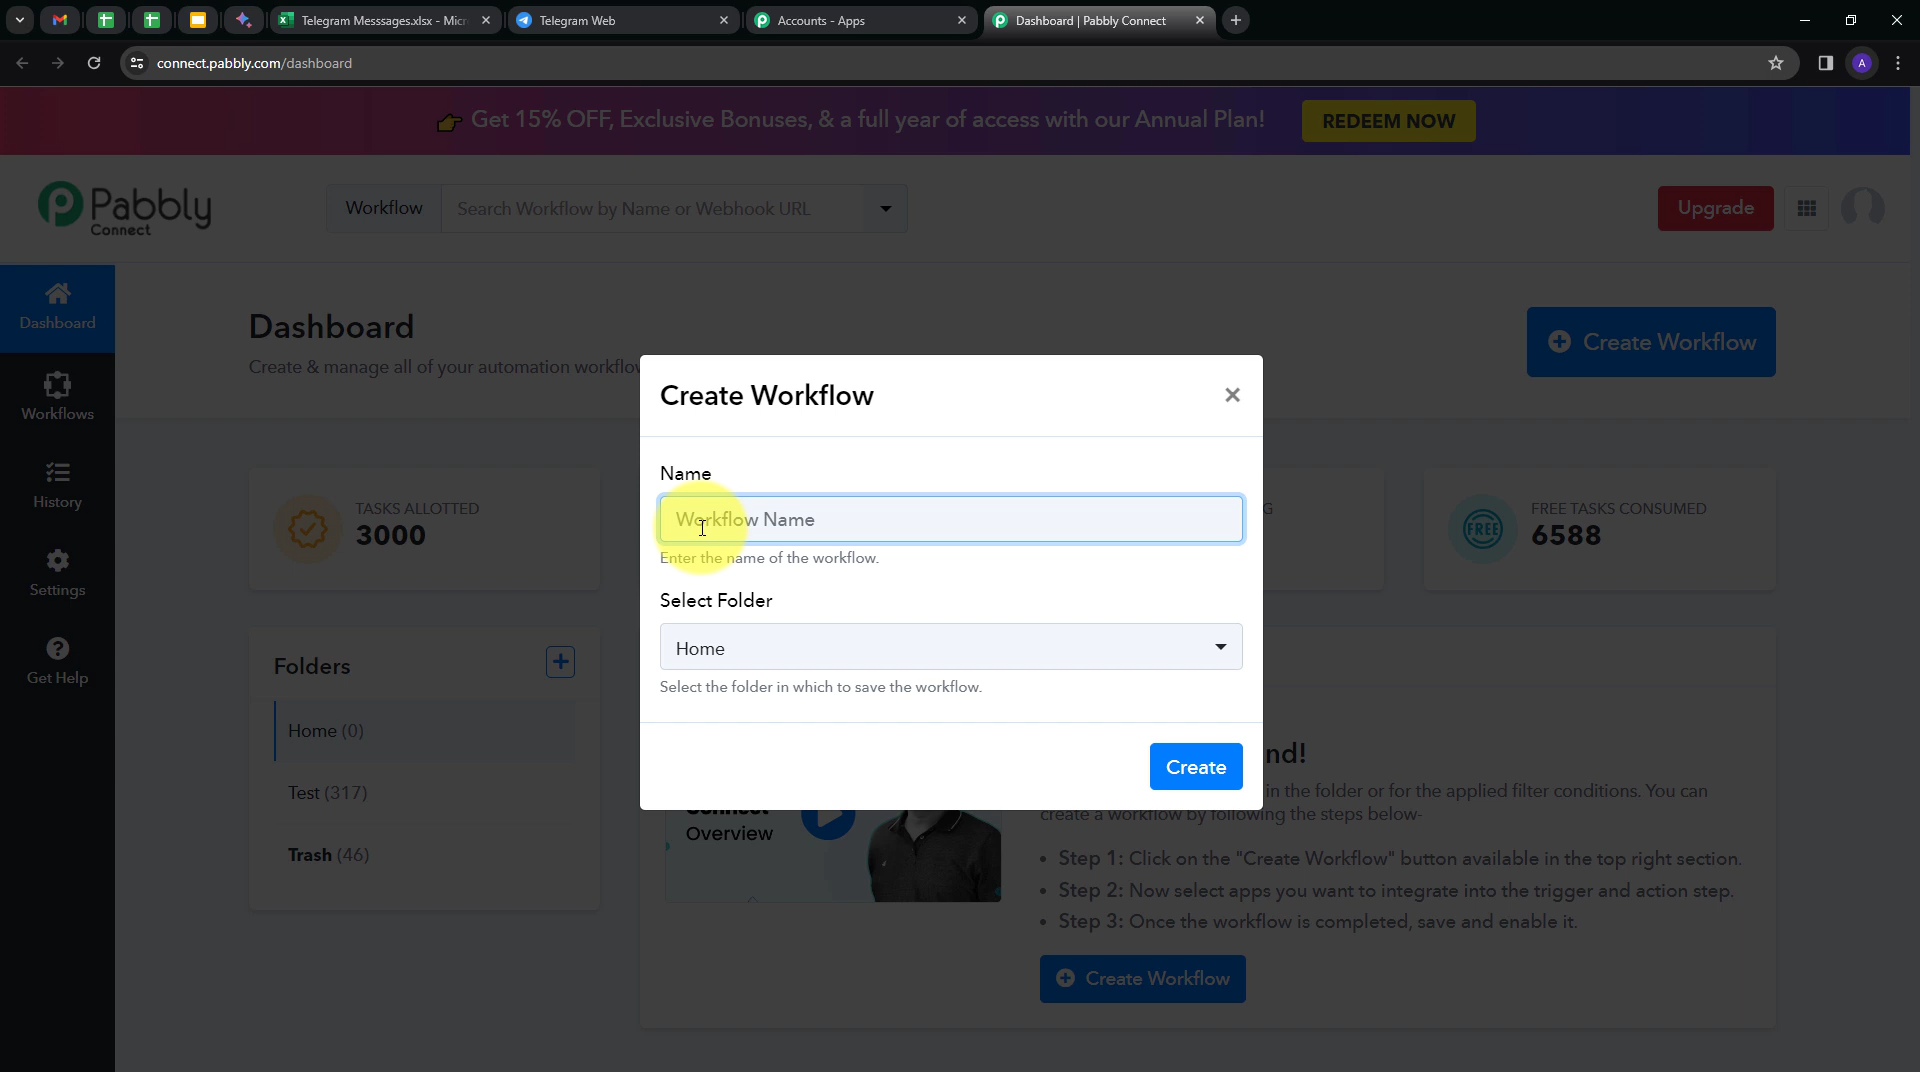 Telegram Messsages.xlsx - Micr
Telegram Web
Accounts - Apps
Dashboard | Pabbly Connect
connect.pabbly.com/dashboard
A
👉 Get 15% OFF, Exclusive Bonuses, & a full year of access with our Annual Plan!
REDEEM NOW
Pabbly
Connect
Workflow
Search Workflow by Name or Webhook URL
Upgrade
Dashboard
Workflows
History
Settings
Get Help
Dashboard
Create & manage all of your automation workflow
Create Workflow
TASKS ALLOTTED
3000
G
FREE
FREE TASKS CONSUMED
6588
Folders
Home (0)
Test (317)
Trash (46)
Create Workflow
Name
Workflow Name
Enter the name of the workflow.
Select Folder
Home
Select the folder in which to save the workflow.
Create
Overview
nd!
in the folder or for the applied filter conditions. You can
create a workflow by following the steps below-
• Step 1: Click on the "Create Workflow" button available in the top right section.
• Step 2: Now select apps you want to integrate into the trigger and action step.
• Step 3: Once the workflow is completed, save and enable it.
Create Workflow